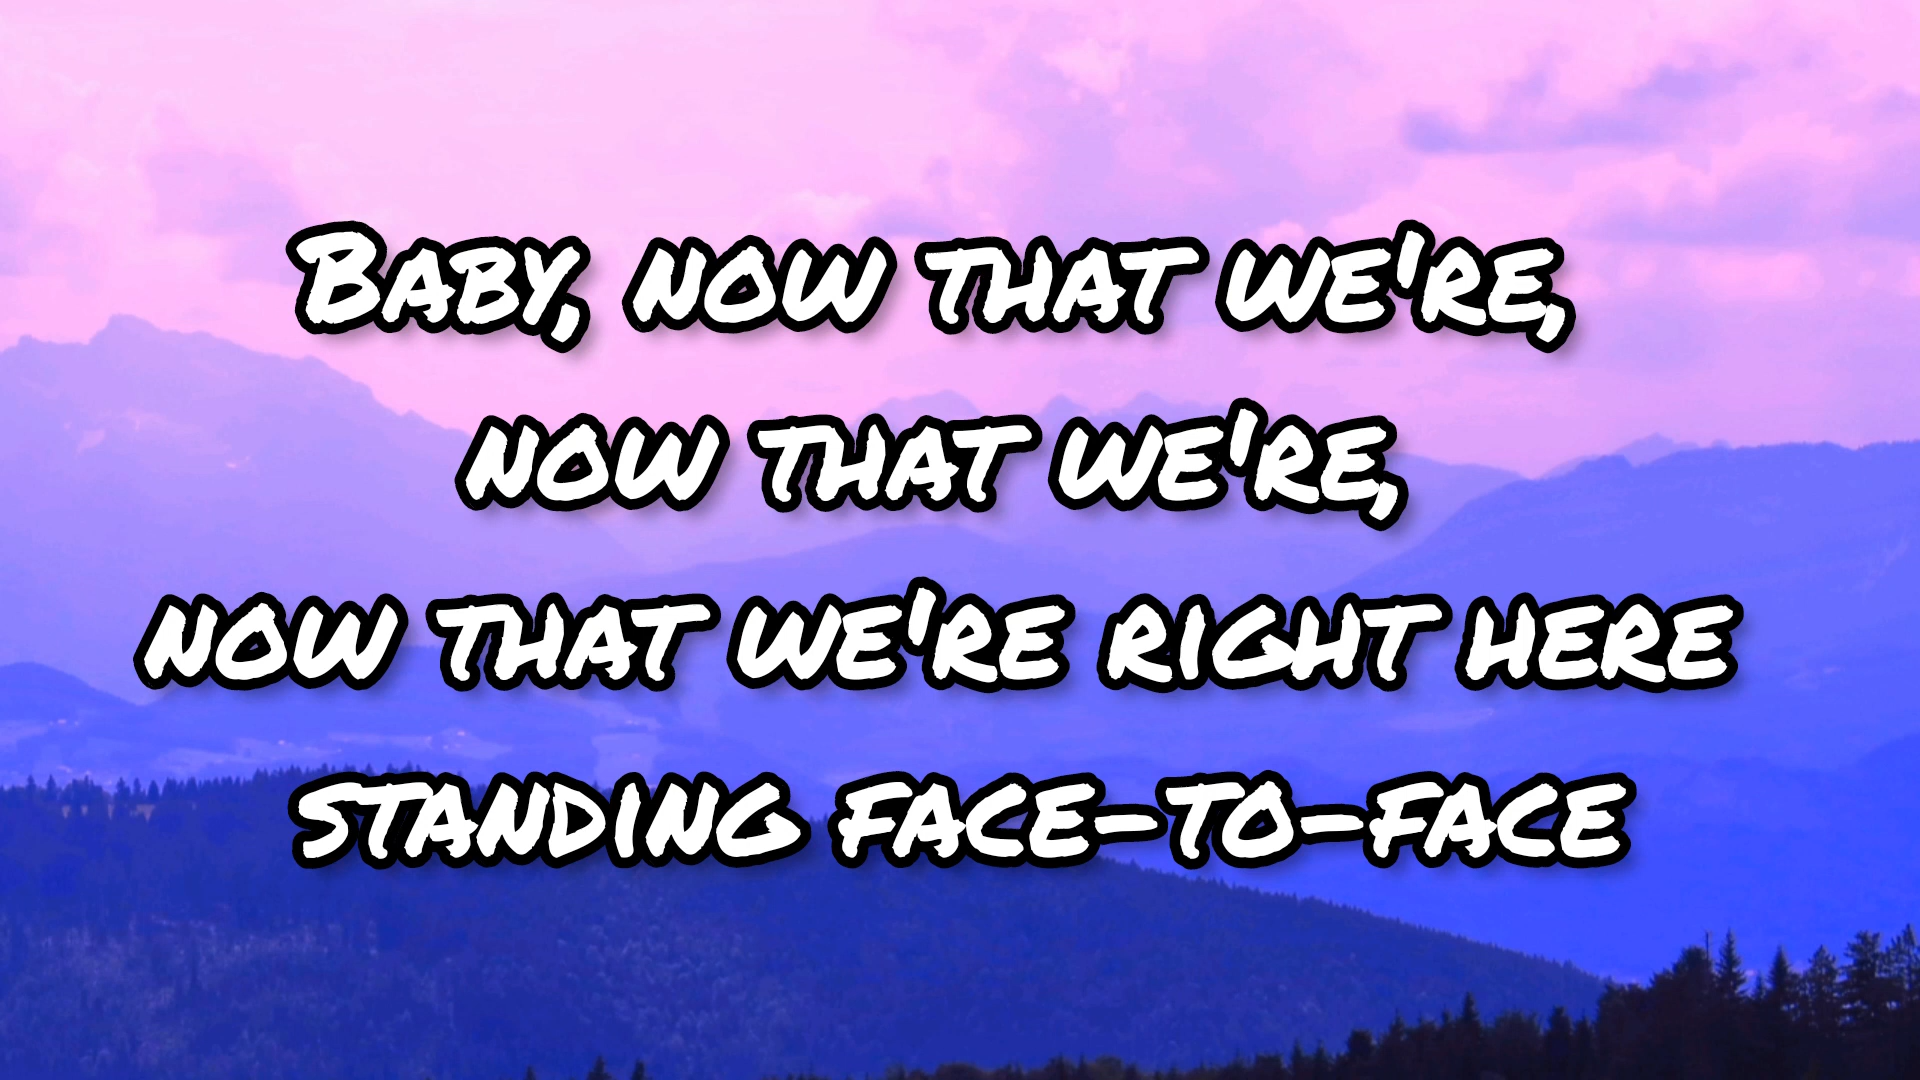 Baby, now that we're,
now that we're,
now that we're right here
standing face-to-face